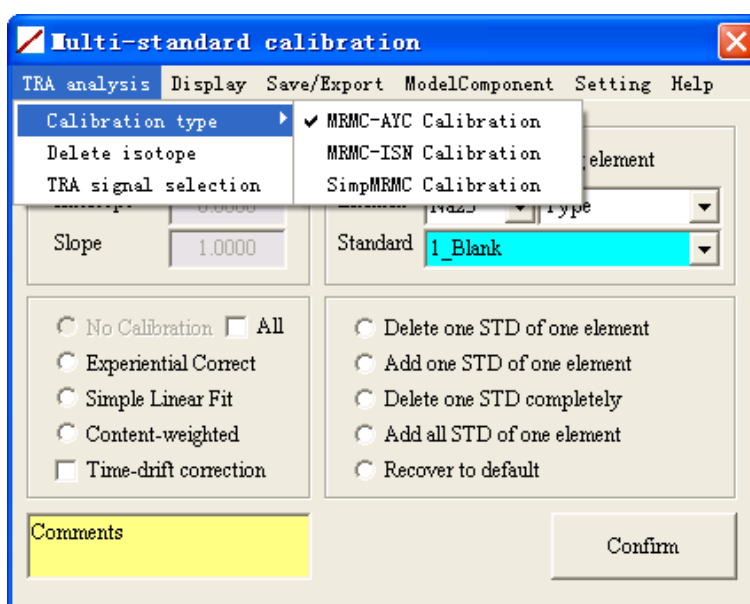 Multi-standard calibration
TRA analysis Display Save/Export ModelComponent Setting Help
Calibration type MRMC-AYC Calibration
Delete isotope MRMC-ISN Calibration element
TRA signal selection SimpMRMC Calibration
0.0000 Na23 Type
Slope 1.0000 Standard 1_Blank
No Calibration All
Experiential Correct
Simple Linear Fit
Content-weighted
Time-drift correction
Delete one STD of one element
Add one STD of one element
Delete one STD completely
Add all STD of one element
Recover to default
Comments
Confirm